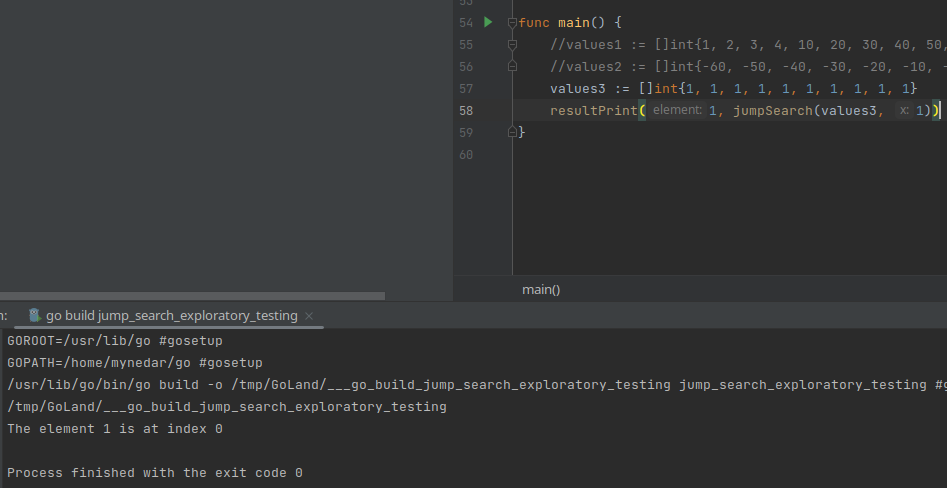 53
54 func main() {
55 //values1 := []int{1, 2, 3, 4, 10, 20, 30, 40, 50,
56 //values2 := []int{-60, -50, -40, -30, -20, -10, -
57 values3 := []int{1, 1, 1, 1, 1, 1, 1, 1, 1, 1}
58 resultPrint( element: 1, jumpSearch(values3, x: 1))
59 }
60
main()
n: go build jump_search_exploratory_testing ×
GOROOT=/usr/lib/go #gosetup
GOPATH=/home/mynedar/go #gosetup
/usr/lib/go/bin/go build -o /tmp/GoLand/___go_build_jump_search_exploratory_testing jump_search_exploratory_testing #g
/tmp/GoLand/___go_build_jump_search_exploratory_testing
The element 1 is at index 0
Process finished with the exit code 0